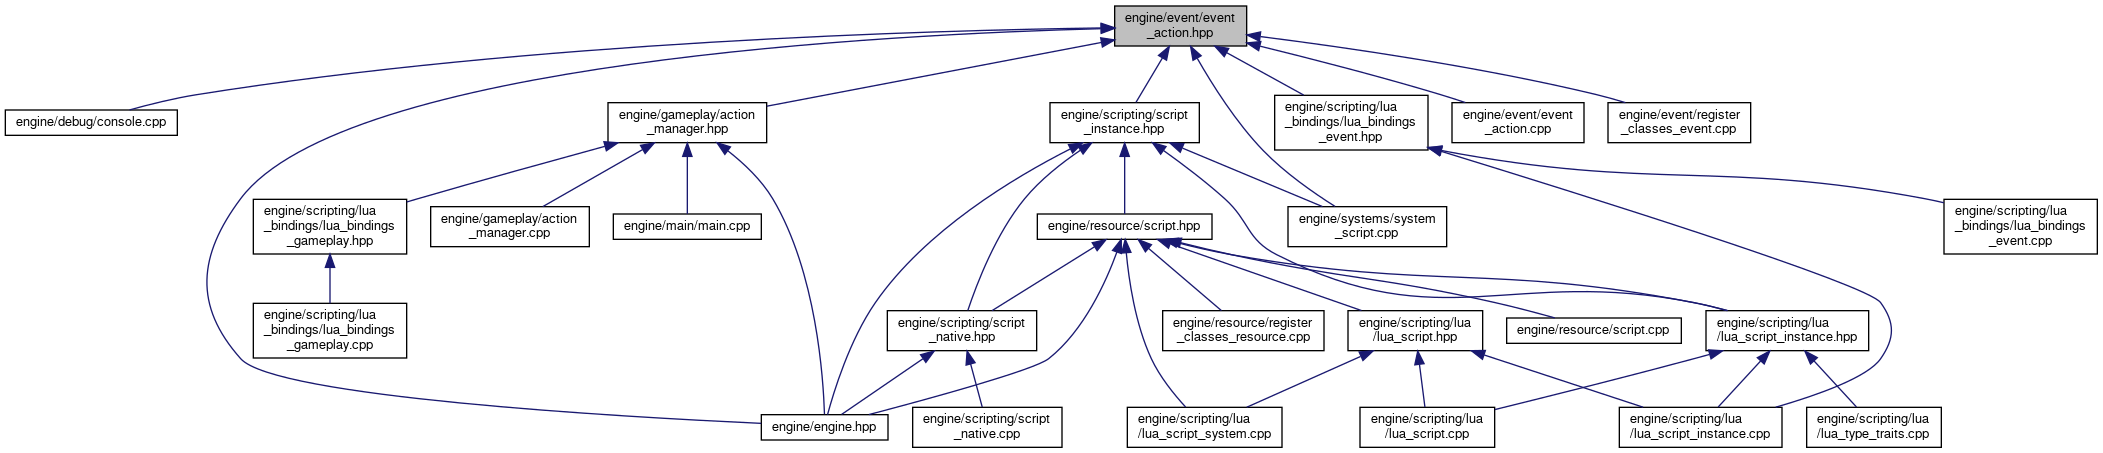 engine/event/event
_action.hpp
engine/debug/console.cpp
engine/gameplay/action
_manager.hpp
engine/scripting/script
_instance.hpp
engine/scripting/lua
_bindings/lua_bindings
_event.hpp
engine/event/event
_action.cpp
engine/event/register
_classes_event.cpp
engine/scripting/lua
_bindings/lua_bindings
_gameplay.hpp
engine/gameplay/action
_manager.cpp
engine/main/main.cpp
engine/resource/script.hpp
engine/systems/system
_script.cpp
engine/scripting/lua
_bindings/lua_bindings
_event.cpp
engine/scripting/lua
_bindings/lua_bindings
_gameplay.cpp
engine/scripting/script
_native.hpp
engine/resource/register
_classes_resource.cpp
engine/scripting/lua
/lua_script.hpp
engine/resource/script.cpp
engine/scripting/lua
/lua_script_instance.hpp
engine/engine.hpp
engine/scripting/script
_native.cpp
engine/scripting/lua
/lua_script_system.cpp
engine/scripting/lua
/lua_script.cpp
engine/scripting/lua
/lua_script_instance.cpp
engine/scripting/lua
/lua_type_traits.cpp